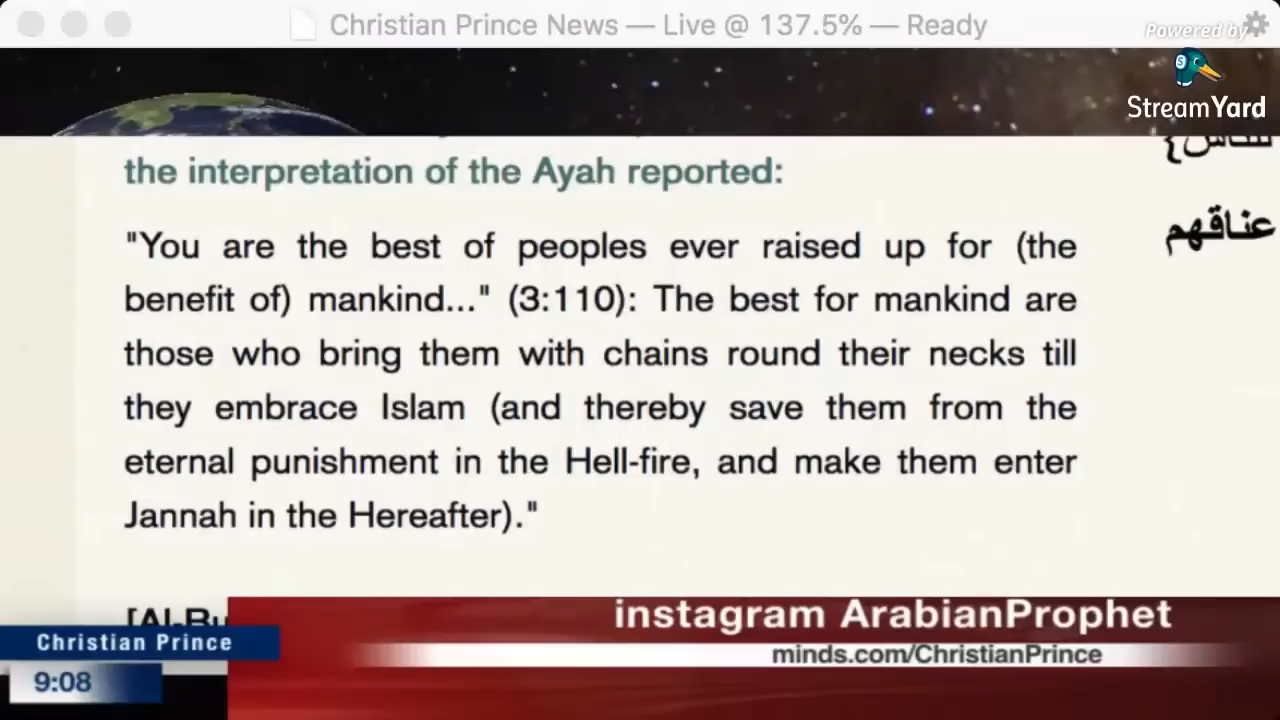 Christian Prince News — Live @ 137.5% — Ready
Powered by
StreamYard
the interpretation of the Ayah reported:
عناقهم
"You are the best of peoples ever raised up for (the
benefit of) mankind..." (3:110): The best for mankind are
those who bring them with chains round their necks till
they embrace Islam (and thereby save them from the
eternal punishment in the Hell-fire, and make them enter
Jannah in the Hereafter)."
[Al-Bu
instagram ArabianProphet
Christian Prince
minds.com/ChristianPrince
9:08